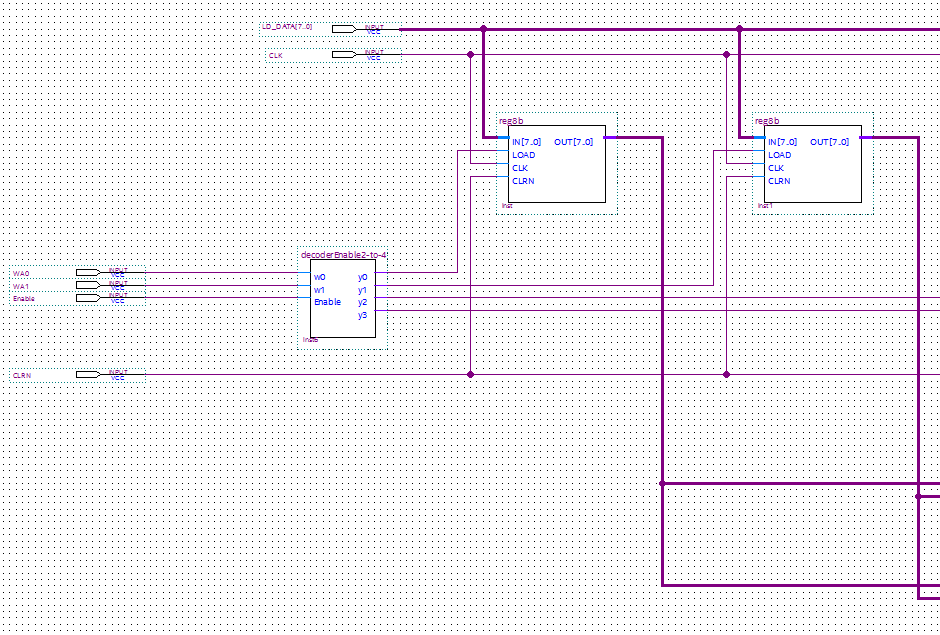 LD_DATA[7..0]
INPUT
VCC
CLK
INPUT
VCC
reg8b
IN[7..0] OUT[7..0]
LOAD
CLK
CLRN
inst
reg8b
IN[7..0] OUT[7..0]
LOAD
CLK
CLRN
inst1
decoderEnable2-to-4
w0 y0
w1 y1
Enable y2
y3
inst6
WA0
INPUT
VCC
WA1
INPUT
VCC
Enable
INPUT
VCC
CLRN
INPUT
VCC